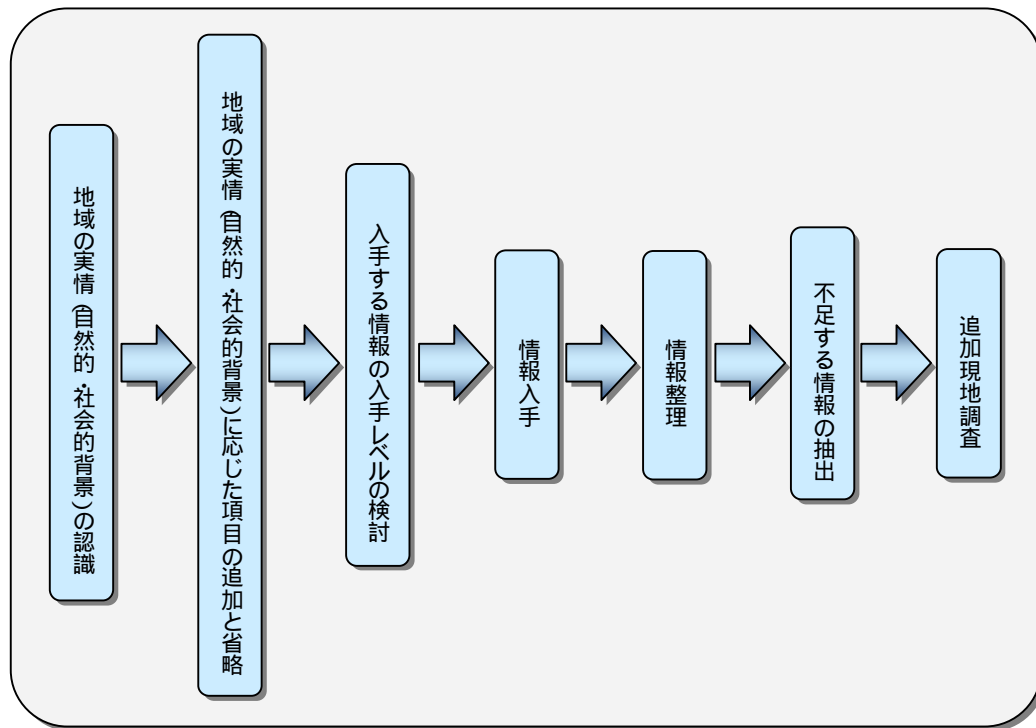 地域の実情(自然的・社会的背景)の認識
地域の実情(自然的・社会的背景)に応じた項目の追加と省略
入手する情報の入手レベルの検討
情報入手
情報整理
不足する情報の抽出
追加現地調査